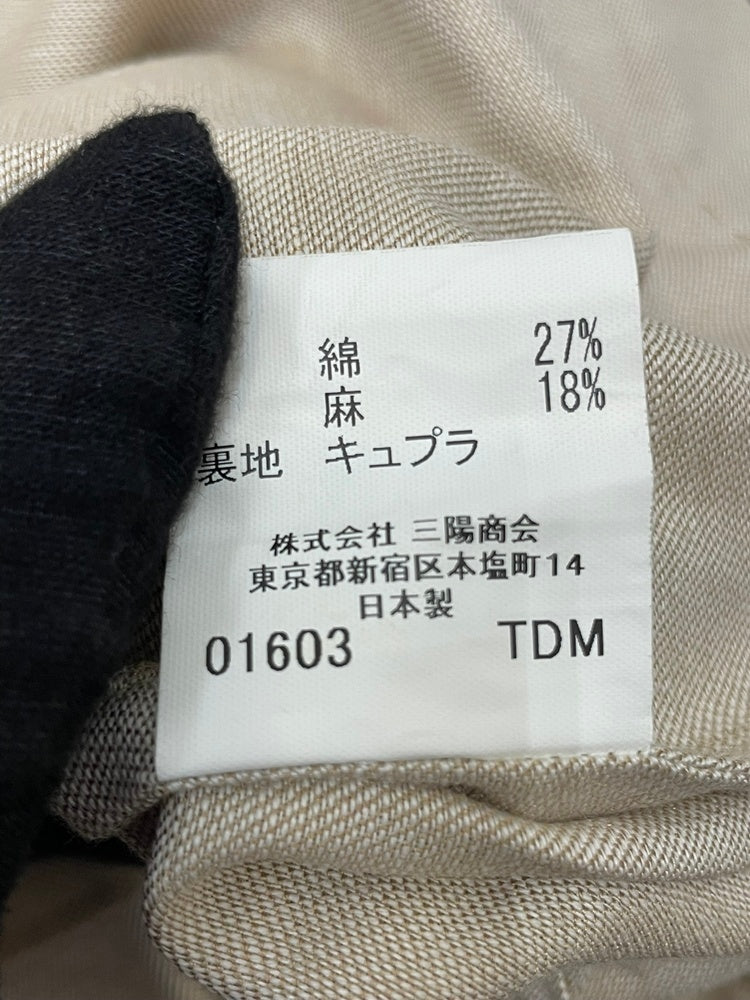 綿 27%
麻 18%
裏地 キュプラ
株式会社 三陽商会
東京都新宿区本塩町14
日本製
01603 TDM